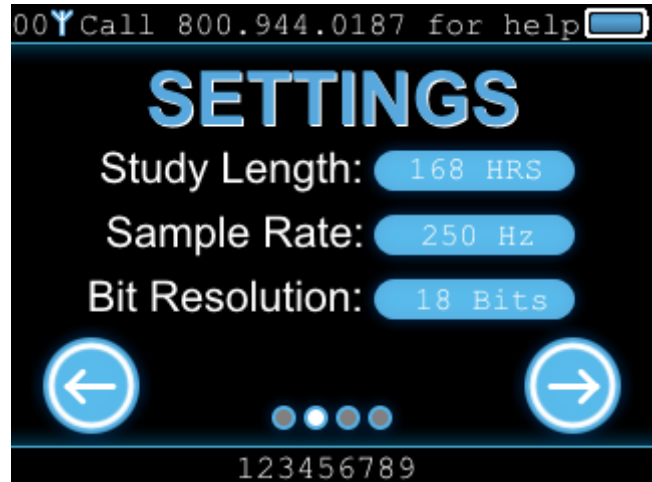 00 Call 800.944.0187 for help
SETTINGS
Study Length: 168 HRS
Sample Rate: 250 Hz
Bit Resolution: 18 Bits
123456789